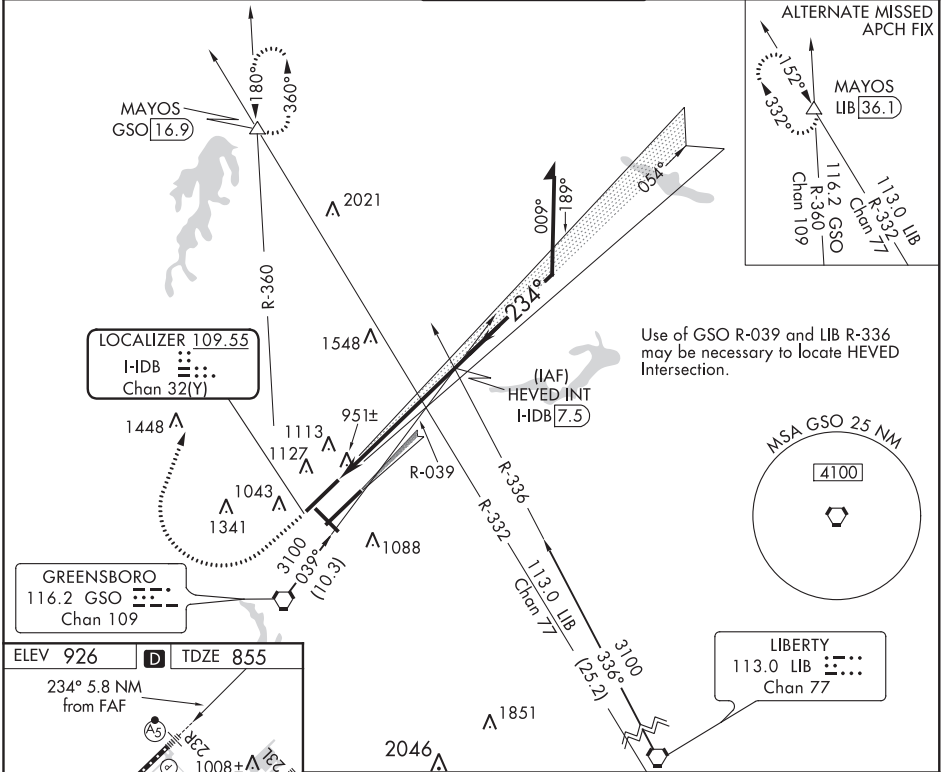 ALTERNATE MISSED
APCH FIX
152°
332°
MAYOS
LIB 36.1
116.2 GSO
R-360
Chan 109
113.0 LIB
R-332
Chan 77
180°
360°
MAYOS
GSO 16.9
2021
009°
189°
054°
R-360
234°
LOCALIZER 109.55
I-IDB
Chan 32(Y)
1548
(IAF)
HEVED INT
I-IDB 7.5
Use of GSO R-039 and LIB R-336
may be necessary to locate HEVED
Intersection.
1448
951±
1113
1127
R-039
1043
1341
R-336
R-332
MSA GSO 25 NM
4100
1088
3100
039°
(10.3)
GREENSBORO
116.2 GSO
Chan 109
113.0 LIB
Chan 77
(25.2)
3100
336°
LIBERTY
113.0 LIB
Chan 77
ELEV 926
D
TDZE 855
234° 5.8 NM
from FAF
A5
23R
1008±
23L
P
1851
2046